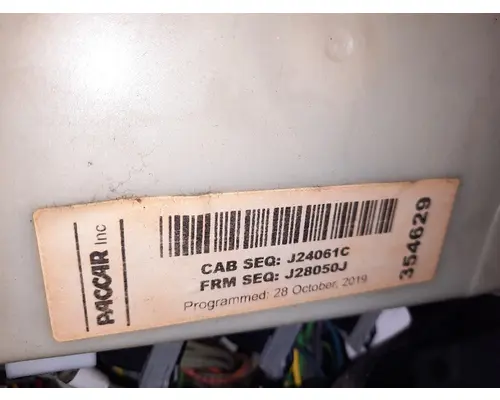 PACCAR Inc
CAB SEQ: J24061C
FRM SEQ: J28050J
Programmed: 28 October, 2019
354629